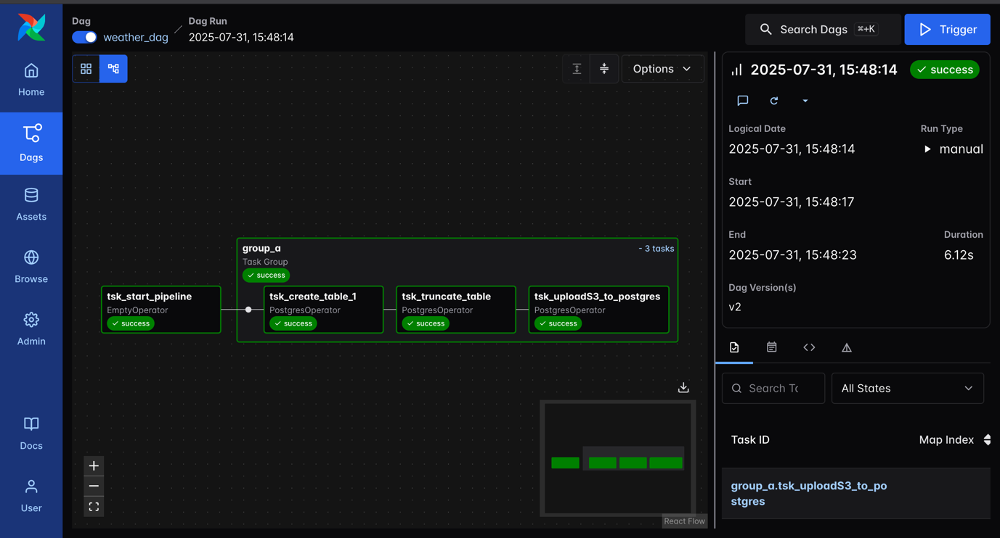 Dag
weather_dag
Dag Run
2025-07-31, 15:48:14
Search Dags
⌘+K
Trigger
Home
Dags
Assets
Browse
Admin
Docs
User
Options
group_a
- 3 tasks
Task Group
success
tsk_start_pipeline
EmptyOperator
success
tsk_create_table_1
PostgresOperator
success
tsk_truncate_table
PostgresOperator
success
tsk_uploadS3_to_postgres
PostgresOperator
success
React Flow
2025-07-31, 15:48:14
success
Logical Date
Run Type
2025-07-31, 15:48:14
manual
Start
2025-07-31, 15:48:17
End
Duration
2025-07-31, 15:48:23
6.12s
Dag Version(s)
v2
Search Ta
All States
Task ID
Map Index
group_a.tsk_uploadS3_to_po
stgres